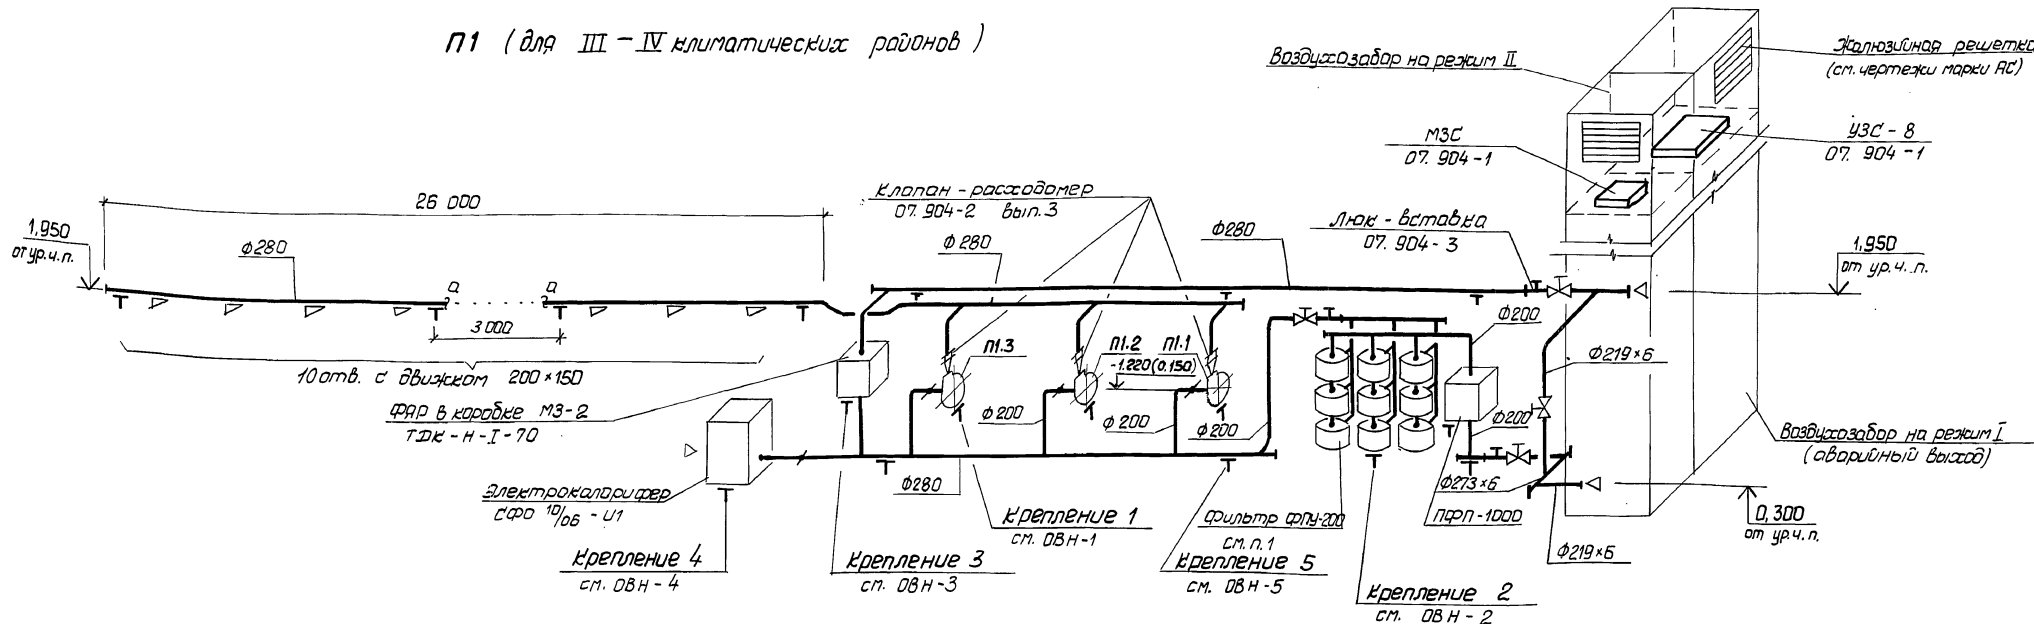 П1 (для III - IV климатических районов)
Воздухозабор на режим II
Жалюзийная решетка
(см. чертежи марки АС)
МЗС
07. 904-1
УЗС - 8
07. 904-1
26 000
Клапан - расходомер
07. 904-2 вып. 3
Люк - вставка
07. 904 - 3
1,950
от ур.ч.п.
ф280
ф280
ф280
1,950
от ур.ч.п.
а
а
3000
10 отв. с движком 200×150
П1.3
П1.2
П1.1
-1.220(0.150)
ф200
ф219×6
ФЯР в коробке МЗ-2
ТДК-Н-I-70
ф200
ф200
ф200
ф200
Воздухозабор на режим I
(аварийный выход)
Электрокалорифер
СФО 10/06 - И1
ф280
Крепление 1
см. ОВН-1
Фильтр ФПУ-200
см. п. 1
ф273×6
ПФП-1000
0,300
от ур.ч.п.
ф219×6
Крепление 4
см. ОВН - 4
Крепление 3
см. ОВН - 3
Крепление 5
см. ОВН-5
Крепление 2
см. ОВН - 2